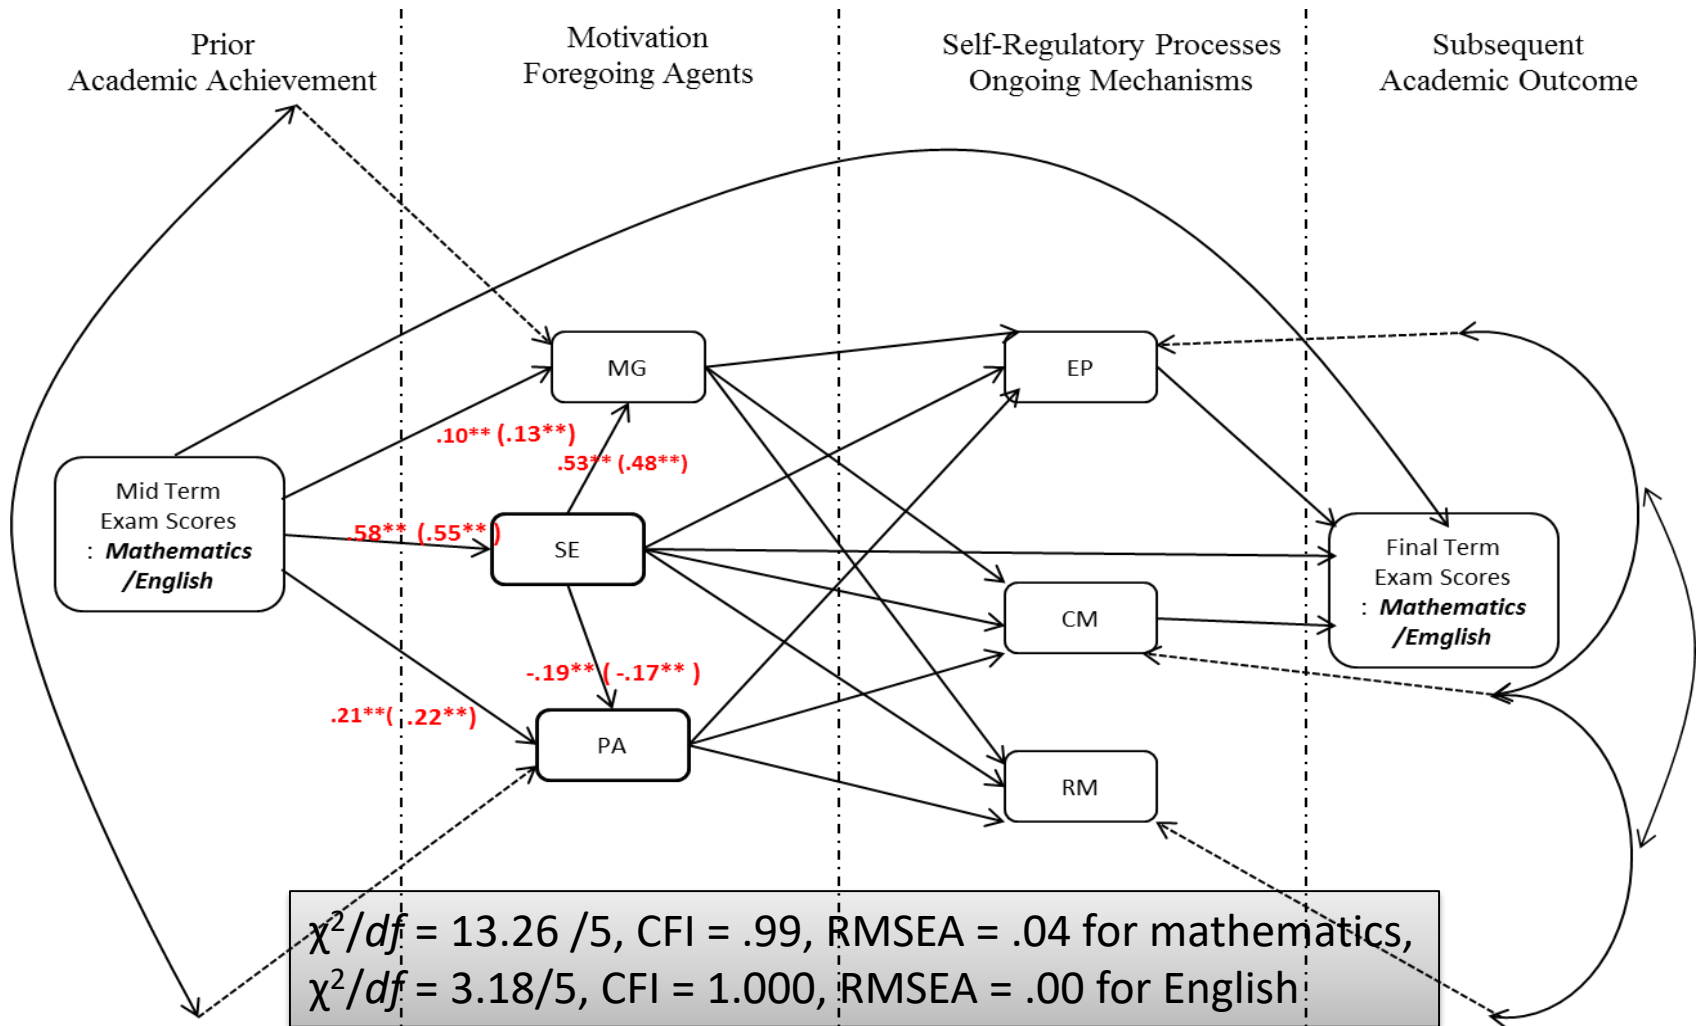 Prior
Academic Achievement
Motivation
Foregoing Agents
Self-Regulatory Processes
Ongoing Mechanisms
Subsequent
Academic Outcome
MG
EP
.10** (.13**)
.53** (.48**)
Mid Term
Exam Scores
: Mathematics
/English
.58** (.55** )
SE
Final Term
Exam Scores
: Mathematics
/Emglish
CM
-.19** ( -.17** )
.21**( .22**)
PA
RM
χ²/df = 13.26 /5, CFI = .99, RMSEA = .04 for mathematics,
χ²/df = 3.18/5, CFI = 1.000, RMSEA = .00 for English